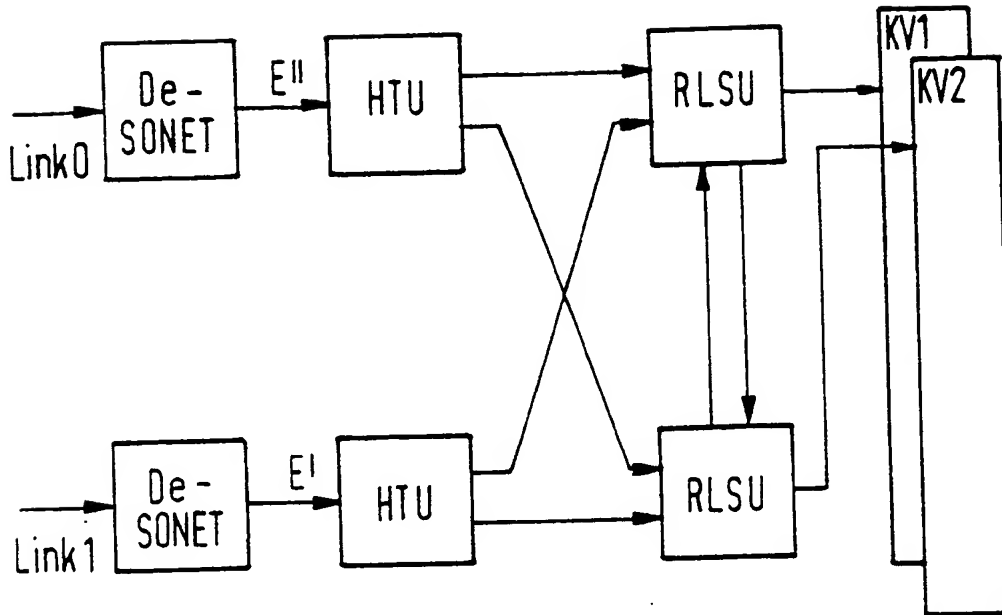 KV1
KV2
De-
SONET
E"
HTU
RLSU
Link0
De-
SONET
E'
HTU
RLSU
Link1